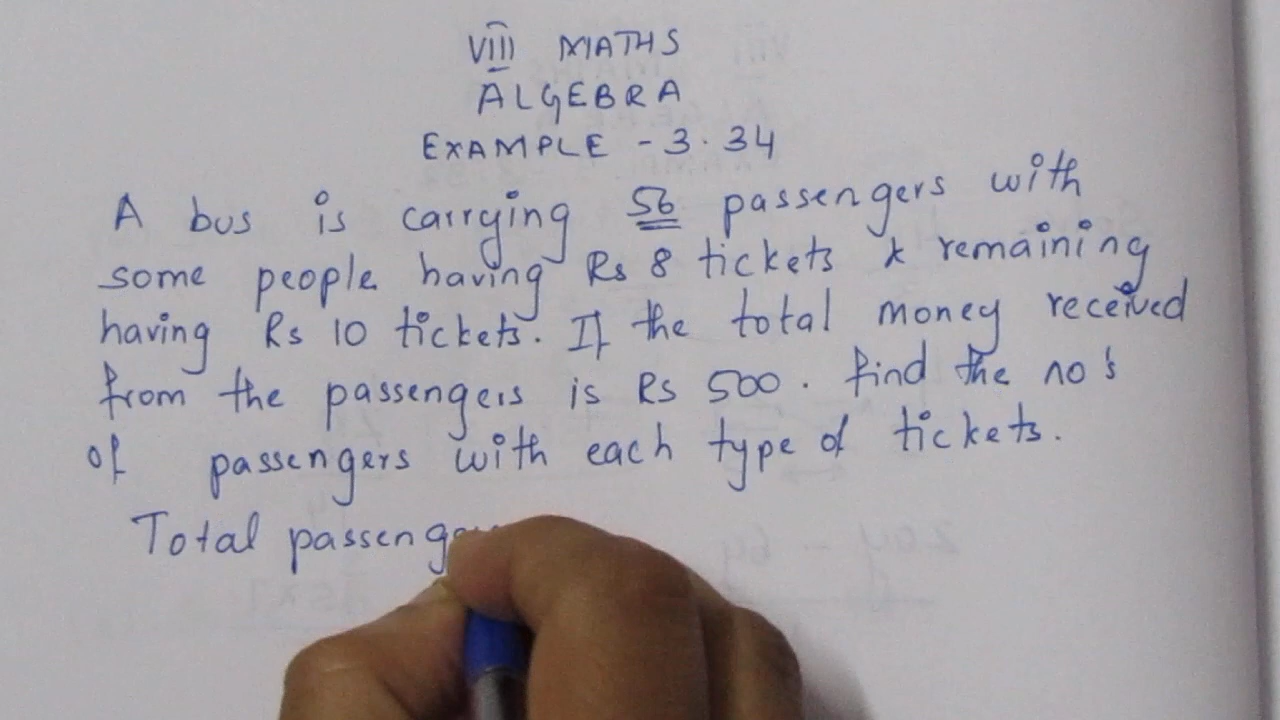 VIII MATHS
ALGEBRA
EXAMPLE - 3.34
A bus is carrying 56 passengers with
some people having Rs 8 tickets & remaining
having Rs 10 tickets. If the total money received
from the passengers is Rs 500. find the no's
of passengers with each type of tickets.
Total passenge